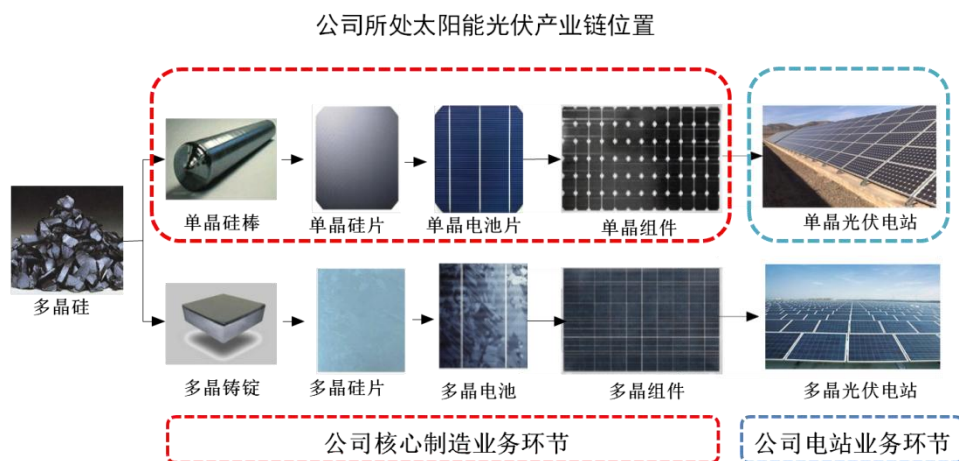 公司所处太阳能光伏产业链位置
单晶硅棒
单晶硅片
单晶电池片
单晶组件
单晶光伏电站
多晶硅
多晶铸锭
多晶硅片
多晶电池
多晶组件
多晶光伏电站
公司核心制造业务环节
公司电站业务环节